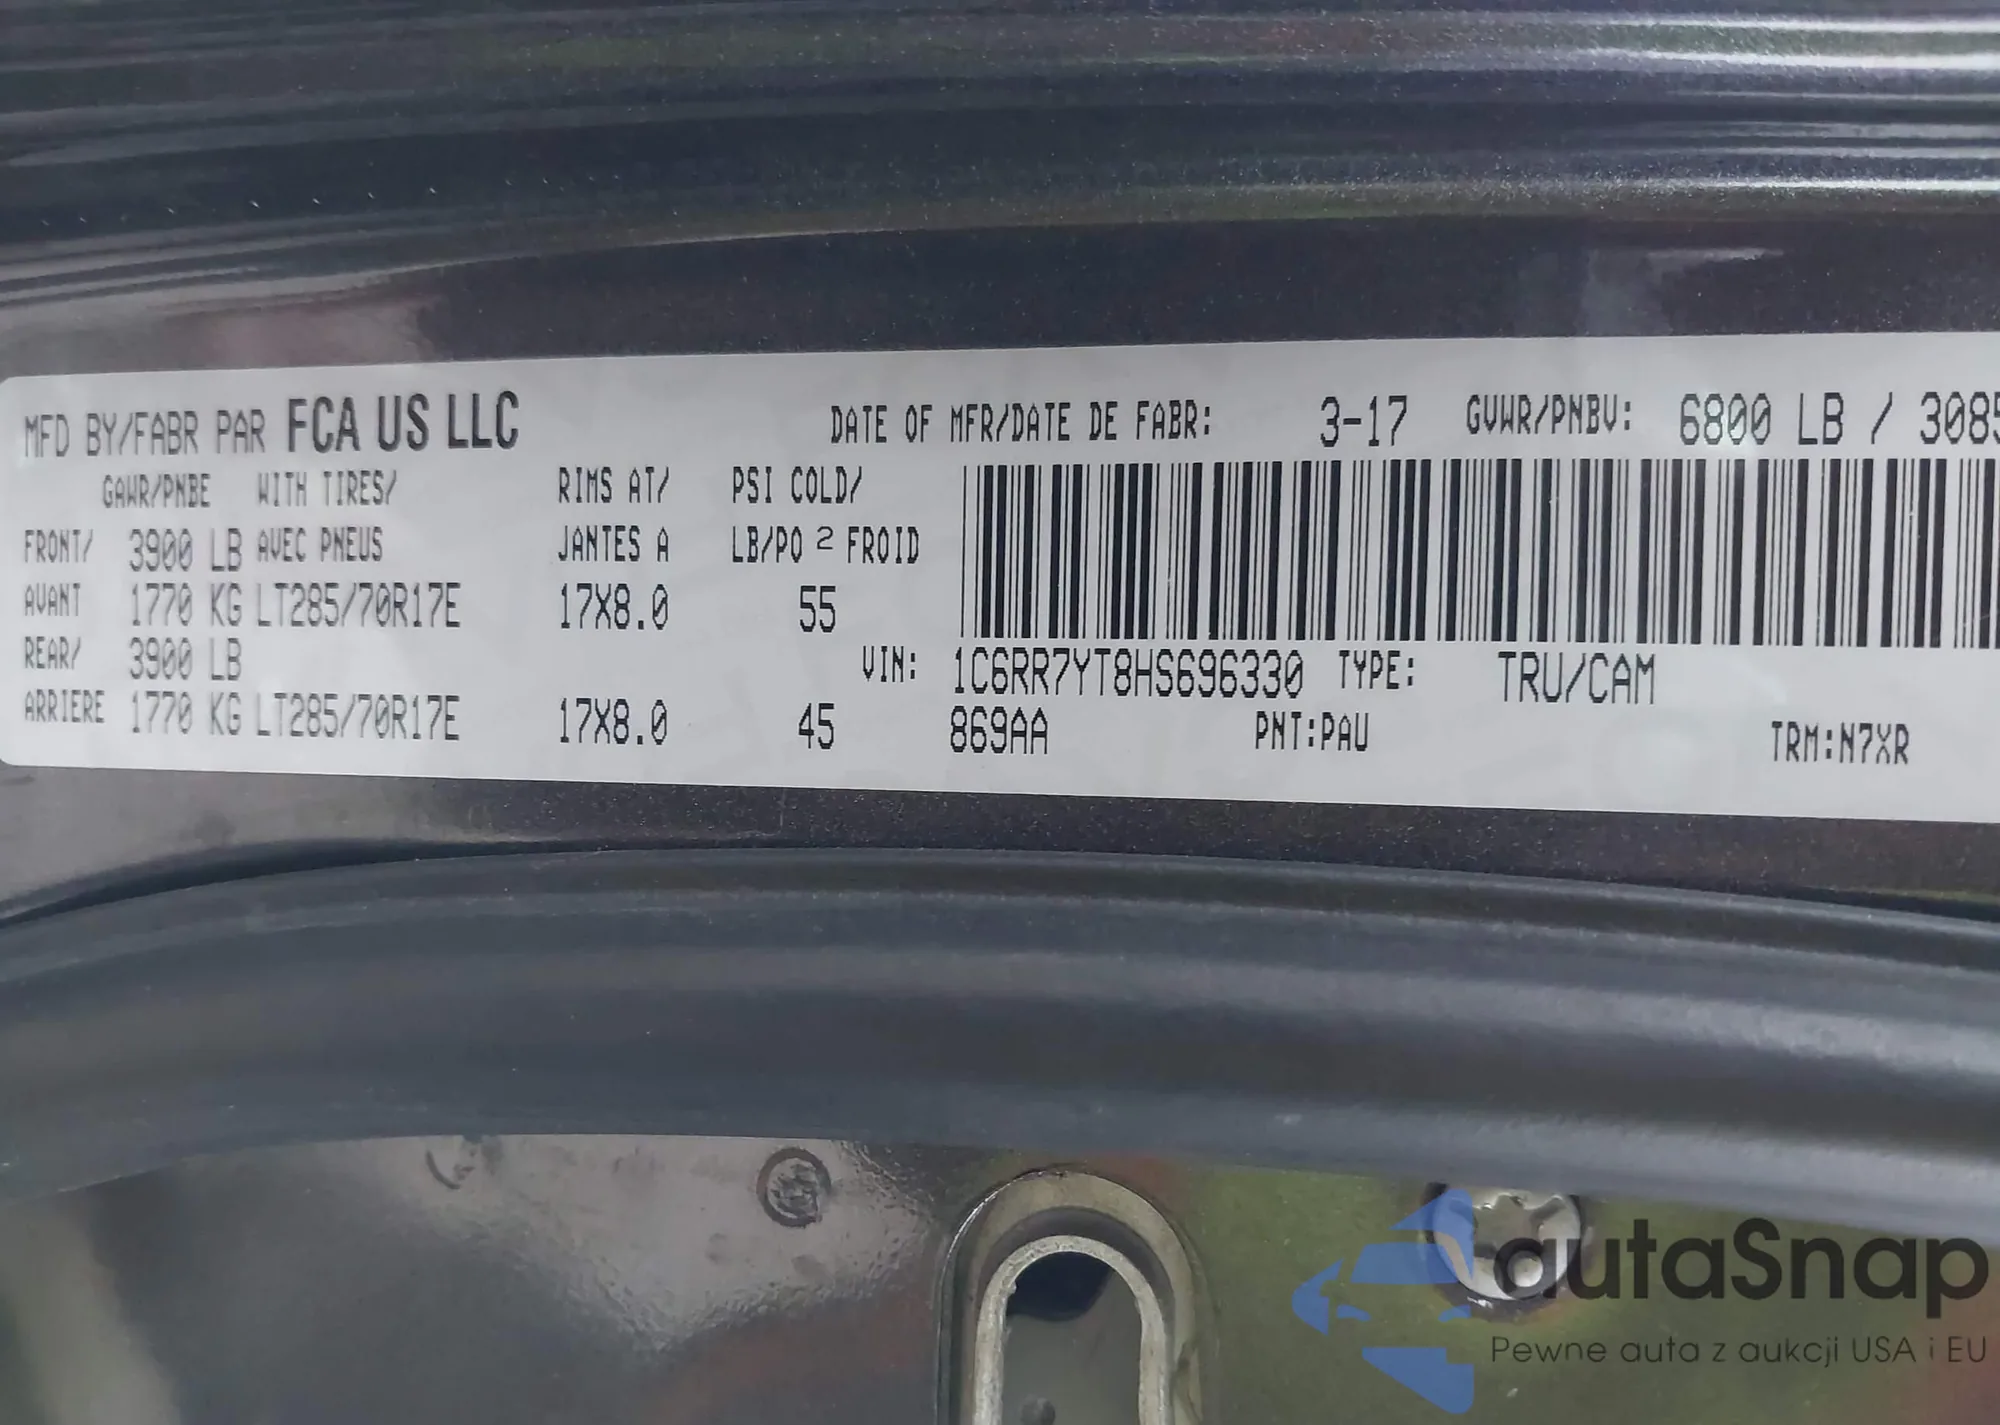 MFD BY/FABR PAR FCA US LLC DATE OF MFR/DATE DE FABR: 3-17 GVWR/PNBV: 6800 LB / 3085
GAWR/PNBE WITH TIRES/ RIMS AT/ PSI COLD/
FRONT/ 3900 LB AVEC PNEUS JANTES A LB/PO 2 FROID
AVANT 1770 KG LT285/70R17E 17X8.0 55
REAR/ 3900 LB VIN: 1C6RR7YT8HS696330 TYPE: TRU/CAM
ARRIERE 1770 KG LT285/70R17E 17X8.0 45 869AA PNT:PAU TRM:N7XR
autaSnap
Pewne auta z aukcji USA i EU